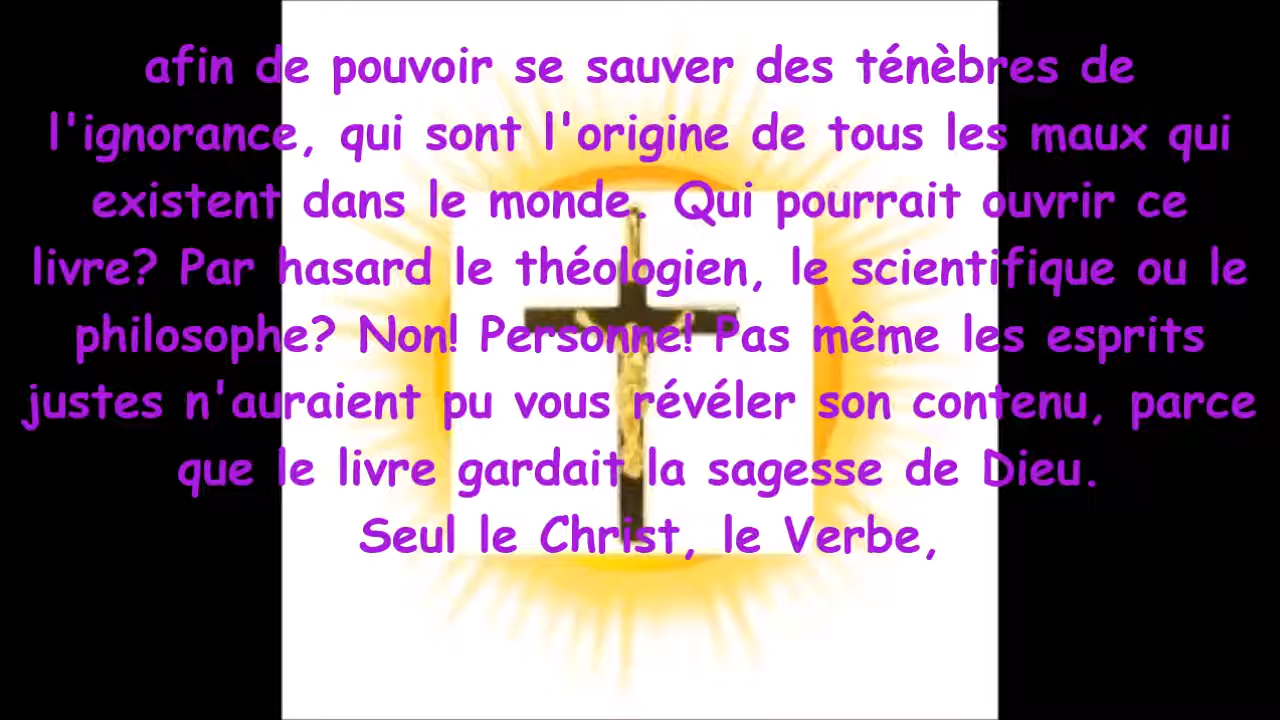 afin de pouvoir se sauver des ténèbres de
l'ignorance, qui sont l'origine de tous les maux qui
existent dans le monde. Qui pourrait ouvrir ce
livre? Par hasard le théologien, le scientifique ou le
philosophe? Non! Personne! Pas même les esprits
justes n'auraient pu vous révéler son contenu, parce
que le livre gardait la sagesse de Dieu.
Seul le Christ, le Verbe,